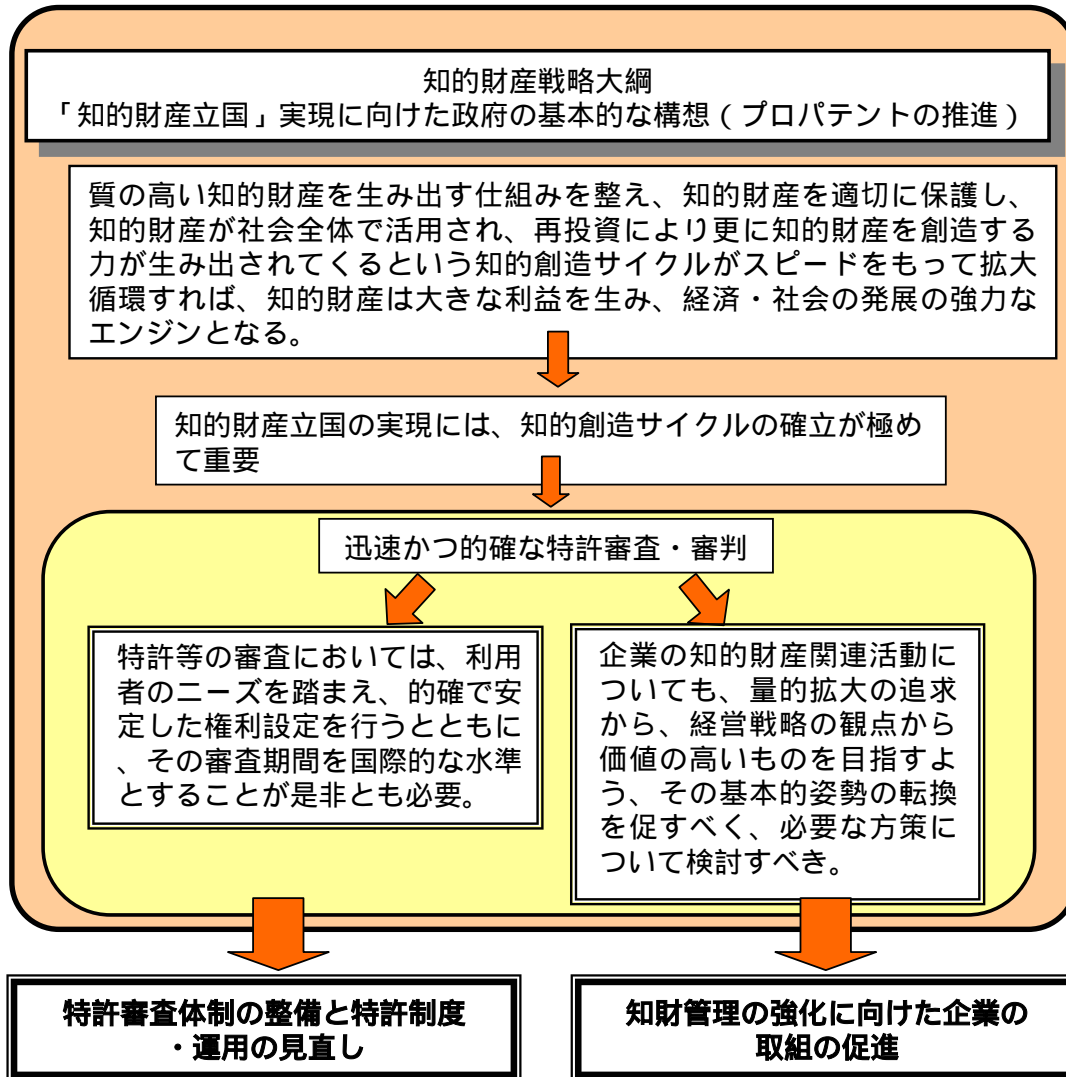 知的財産戦略大綱
「知的財産立国」実現に向けた政府の基本的な構想（プロパテントの推進）
質の高い知的財産を生み出す仕組みを整え、知的財産を適切に保護し、
知的財産が社会全体で活用され、再投資により更に知的財産を創造する
力が生み出されてくるという知的創造サイクルがスピードをもって拡大
循環すれば、知的財産は大きな利益を生み、経済・社会の発展の強力な
エンジンとなる。
知的財産立国の実現には、知的創造サイクルの確立が極め
て重要
迅速かつ的確な特許審査・審判
特許等の審査においては、利用
者のニーズを踏まえ、的確で安
定した権利設定を行うとともに
、その審査期間を国際的な水準
とすることが是非とも必要。
企業の知的財産関連活動に
ついても、量的拡大の追求
から、経営戦略の観点から
価値の高いものを目指すよ
う、その基本的姿勢の転換
を促すべく、必要な方策に
ついて検討すべき。
特許審査体制の整備と特許制度
・運用の見直し
知財管理の強化に向けた企業の
取組の促進